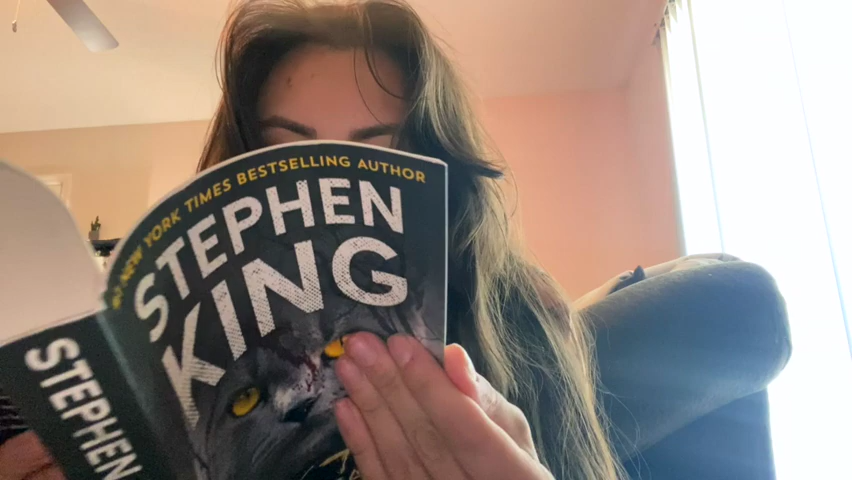 #1 NEW YORK TIMES BESTSELLING AUTHOR
STEPHEN
KING
STEPHEN